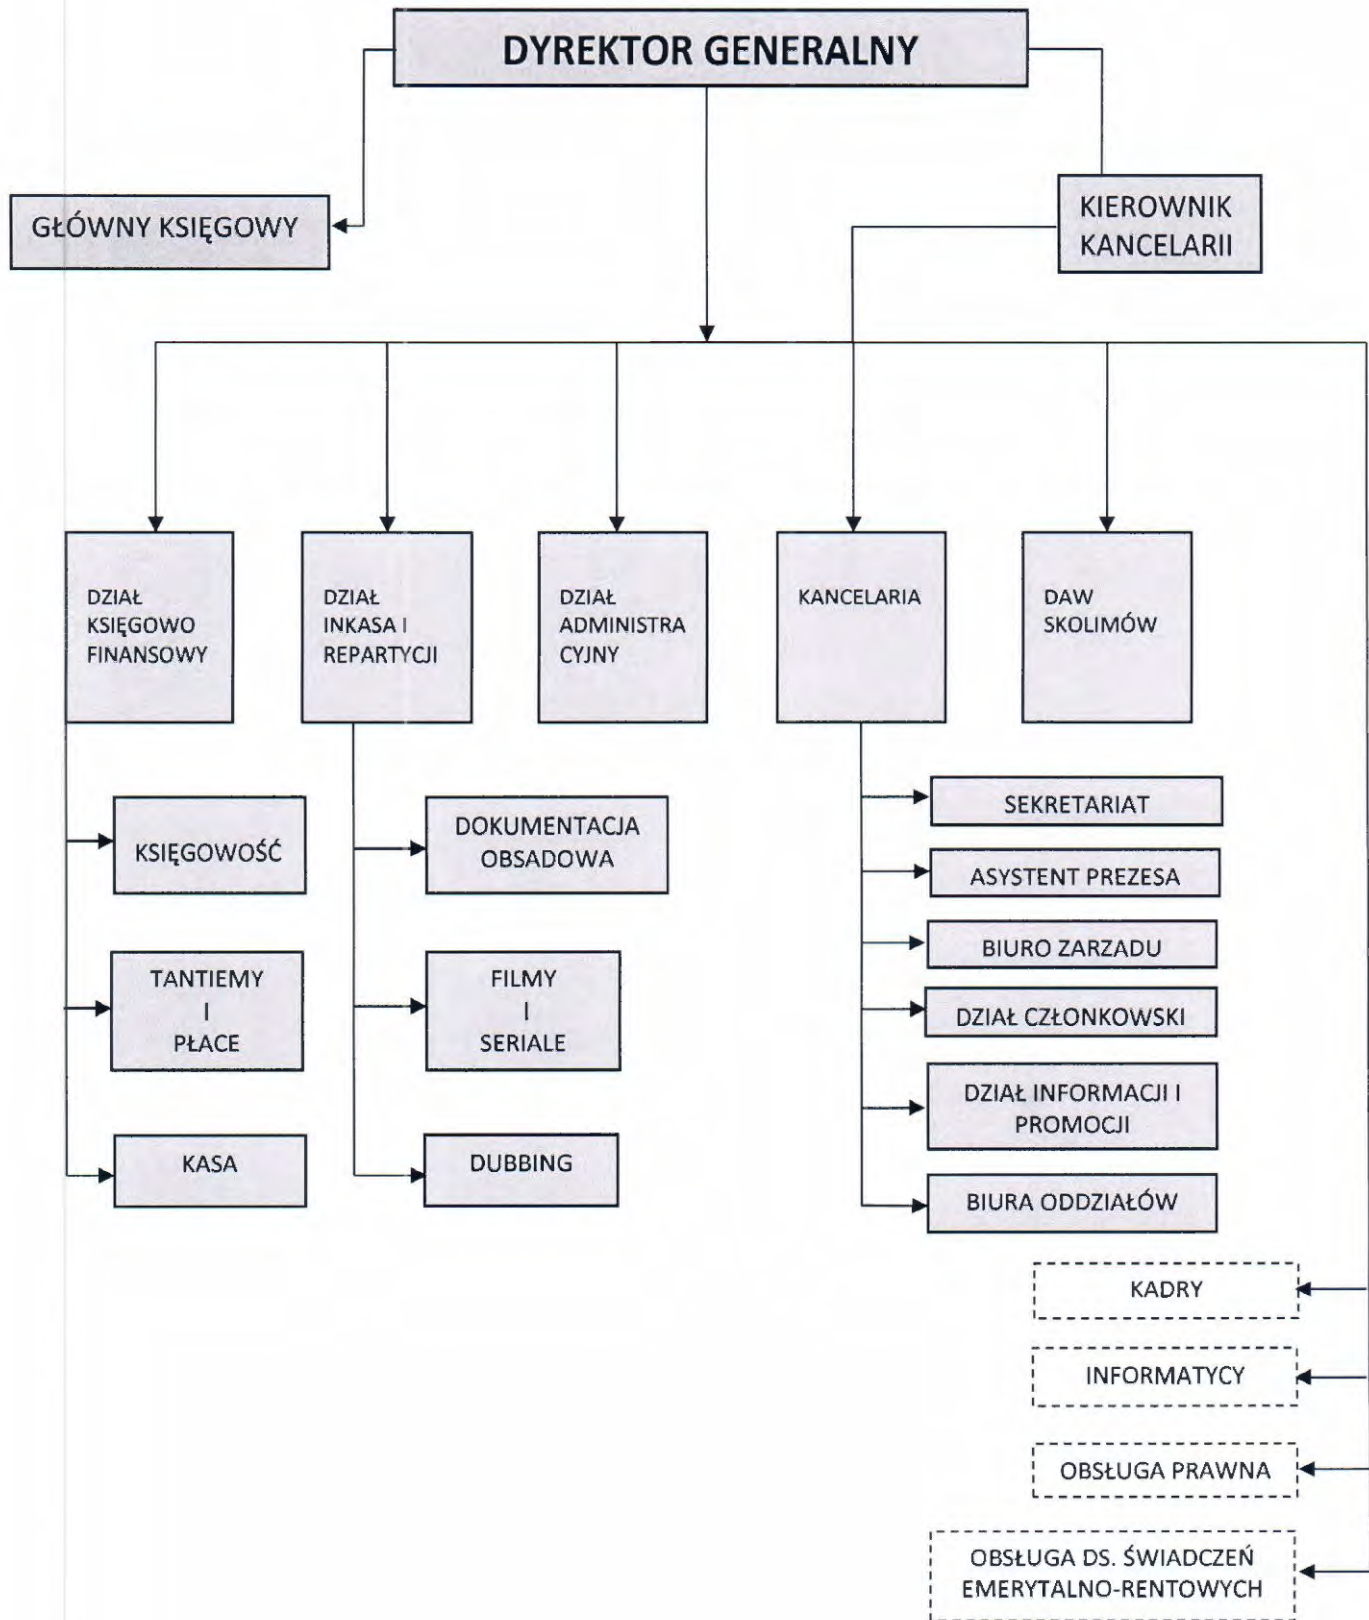 DYREKTOR GENERALNY
GŁÓWNY KSIĘGOWY
KIEROWNIK
KANCELARII
DZIAŁ
KSIĘGOWO
FINANSOWY
DZIAŁ
INKASA I
REPARTYCJI
DZIAŁ
ADMINISTRA
CYJNY
KANCELARIA
DAW
SKOLIMÓW
KSIĘGOWOŚĆ
TANTIEMY
I
PŁACE
KASA
DOKUMENTACJA
OBSADOWA
FILMY
I
SERIALE
DUBBING
SEKRETARIAT
ASYSTENT PREZESA
BIURO ZARZADU
DZIAŁ CZŁONKOWSKI
DZIAŁ INFORMACJI I
PROMOCJI
BIURA ODDZIAŁÓW
KADRY
INFORMATYCY
OBSŁUGA PRAWNA
OBSŁUGA DS. ŚWIADCZEŃ
EMERYTALNO-RENTOWYCH